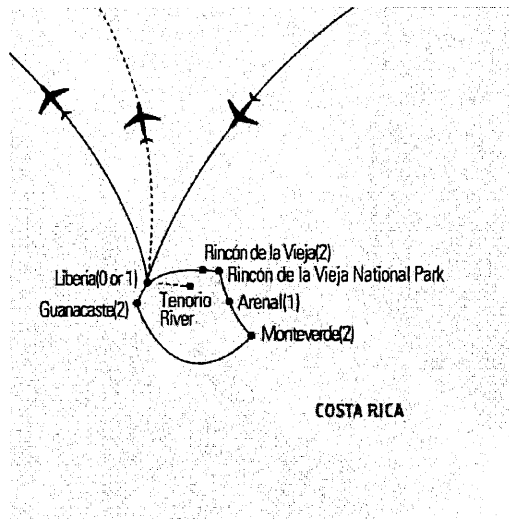 Rincón de la Vieja(2)
Rincón de la Vieja National Park
Liberia(0 or 1)
Tenorio
River
Guanacaste(2)
Arenal(1)
Monteverde(2)
COSTA RICA